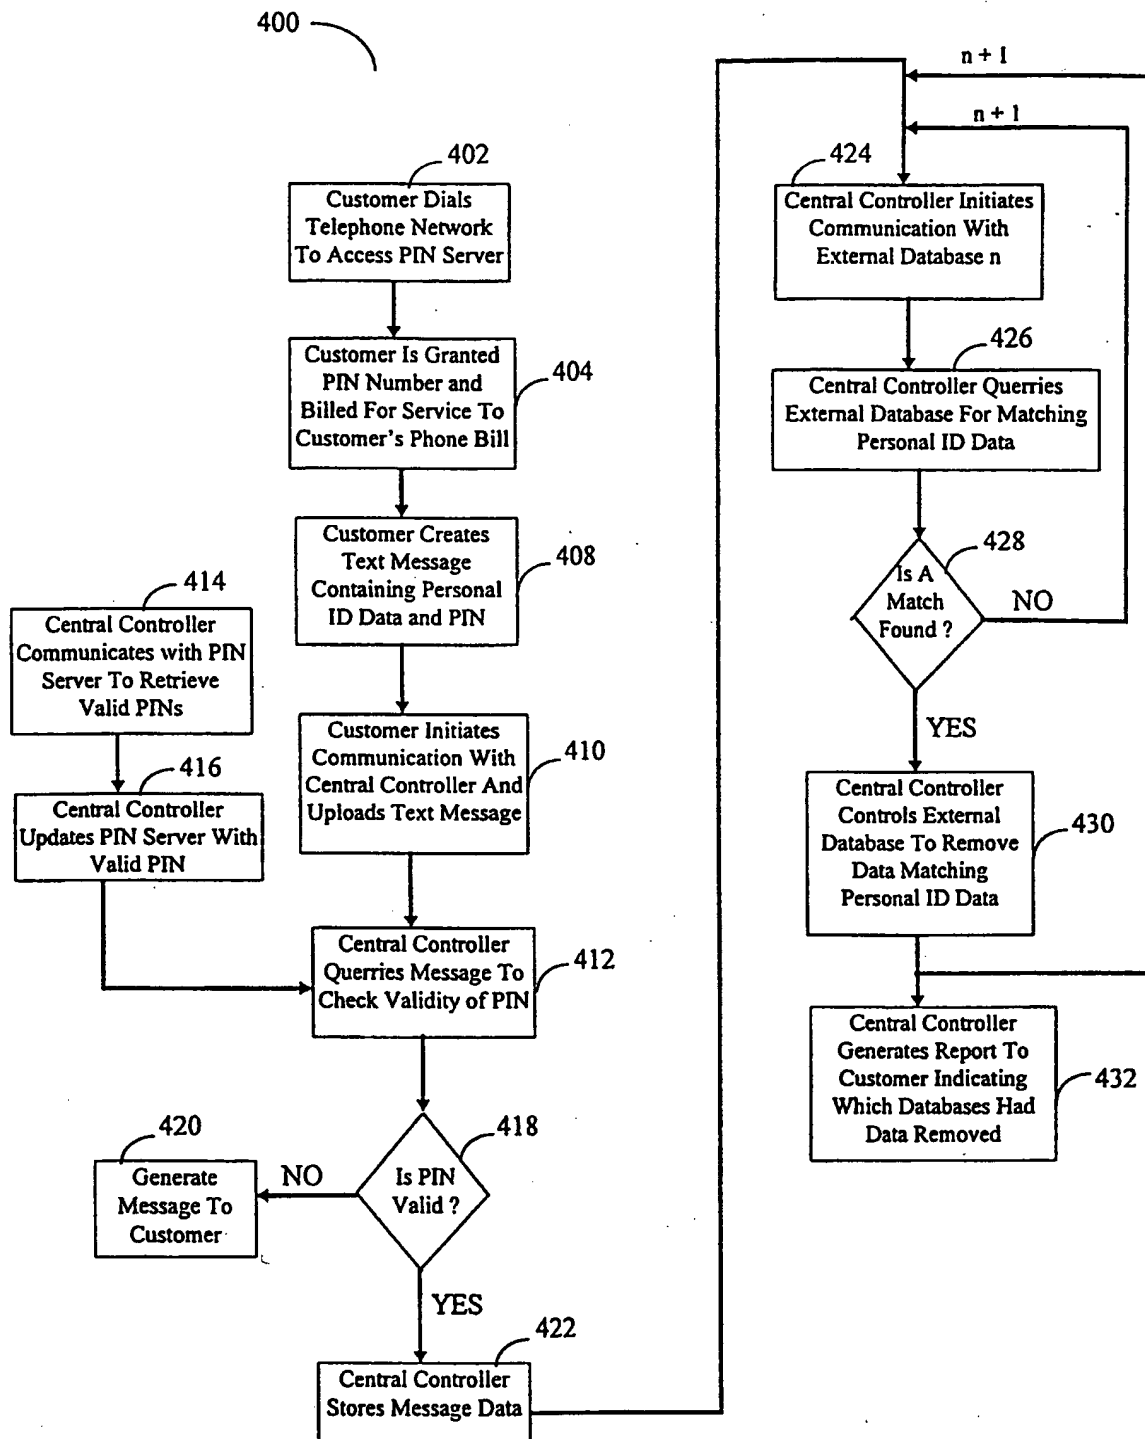 400
402
Customer Dials
Telephone Network
To Access PIN Server
Customer Is Granted
PIN Number and
Billed For Service To
Customer's Phone Bill
404
Customer Creates
Text Message
Containing Personal
ID Data and PIN
408
414
Central Controller
Communicates with PIN
Server To Retrieve
Valid PINs
416
Central Controller
Updates PIN Server With
Valid PIN
Customer Initiates
Communication With
Central Controller And
Uploads Text Message
410
Central Controller
Querries Message To
Check Validity of PIN
412
418
Is PIN
Valid ?
NO
420
Generate
Message To
Customer
YES
422
Central Controller
Stores Message Data
n + 1
n + 1
424
Central Controller Initiates
Communication With
External Database n
426
Central Controller Querries
External Database For Matching
Personal ID Data
428
Is A
Match
Found ?
NO
YES
Central Controller
Controls External
Database To Remove
Data Matching
Personal ID Data
430
Central Controller
Generates Report To
Customer Indicating
Which Databases Had
Data Removed
432